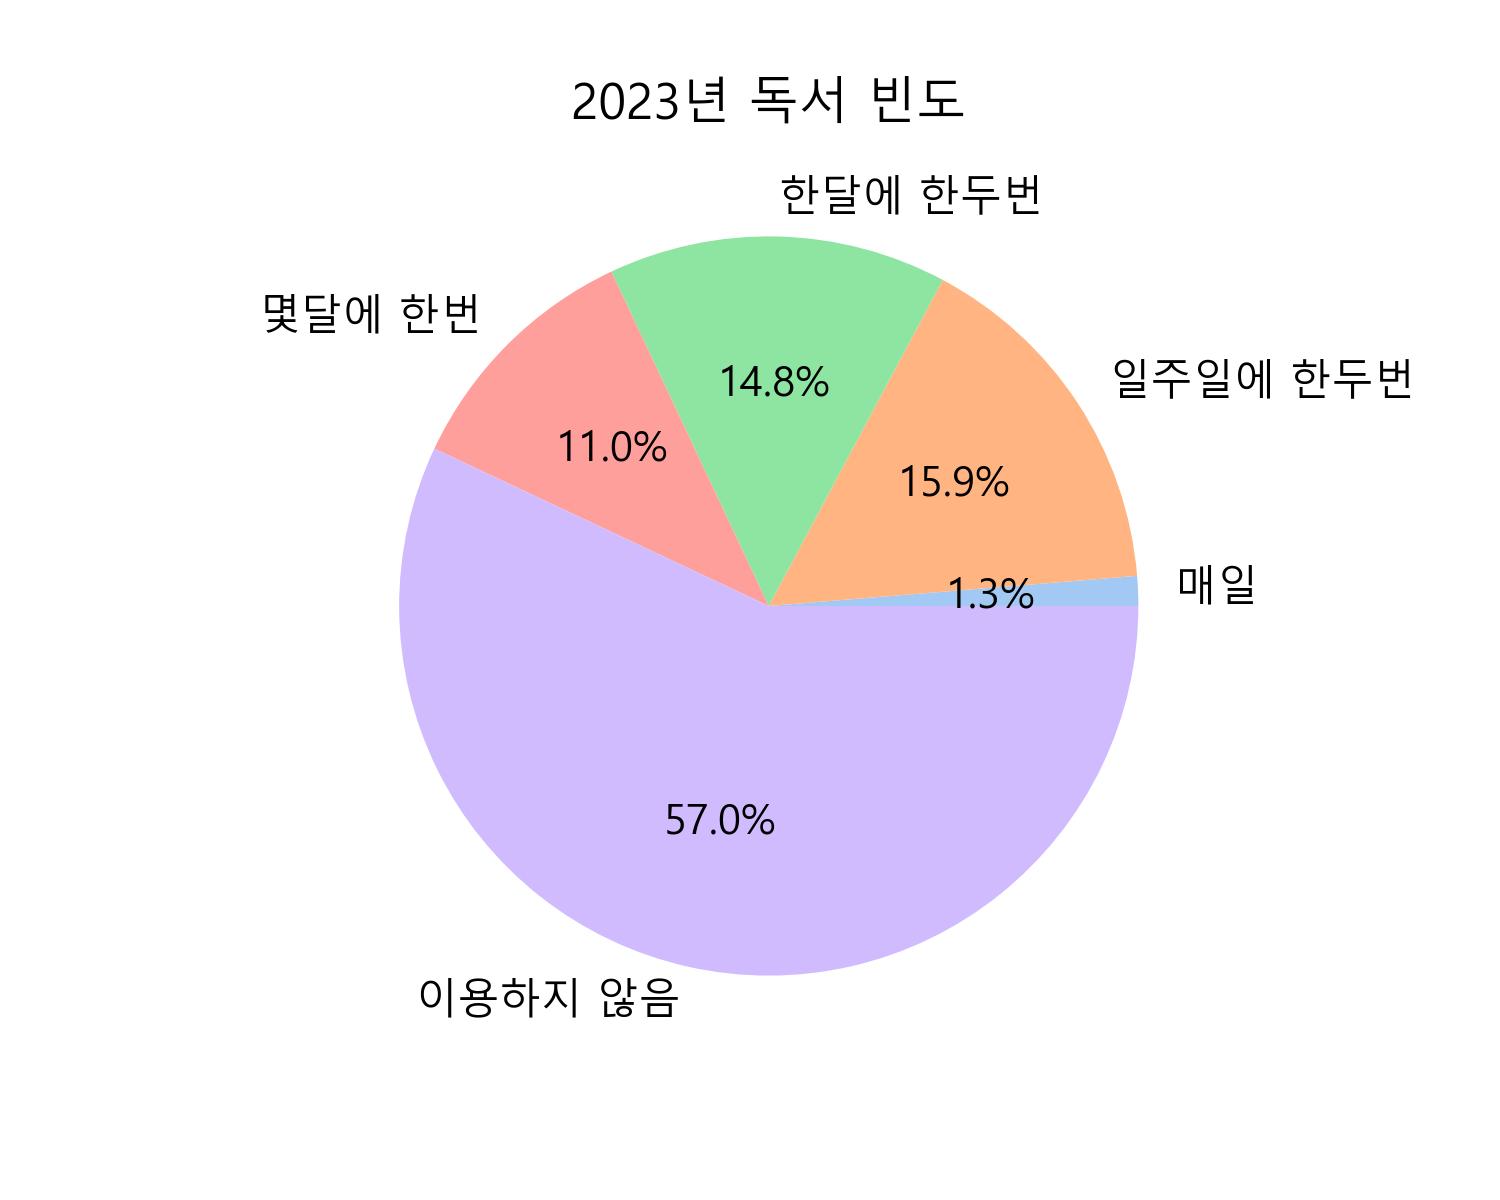 2023년 독서 빈도
한달에 한두번
몇달에 한번
일주일에 한두번
14.8%
11.0%
15.9%
매일
1.3%
57.0%
이용하지 않음